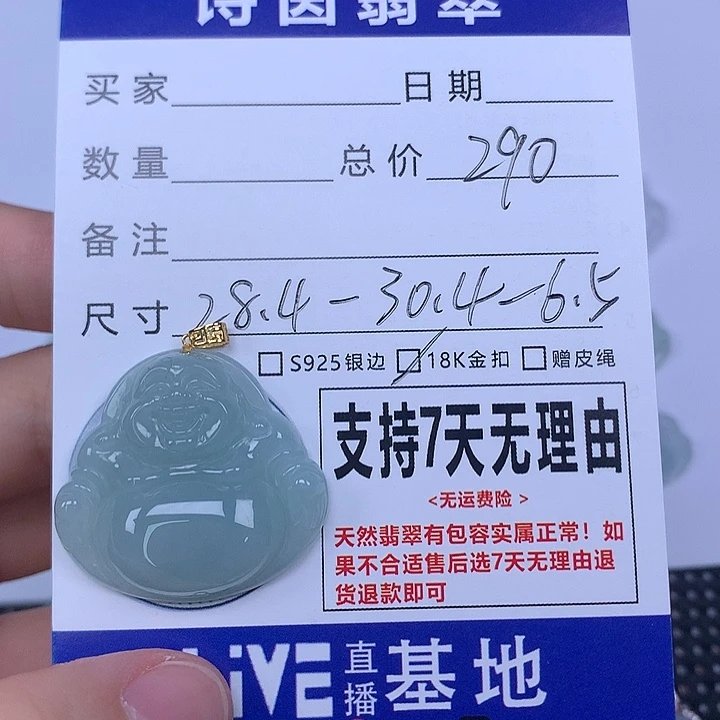 诗茵翡翠
买家 日期
数量 总价 290
备注
尺寸 28.4-30.4-6.5
S925银边 18K金扣 赠皮绳
支持7天无理由
<无运费险>
天然翡翠有包容实属正常！如
果不合适售后选7天无理由退
货退款即可
LiVE直播基地